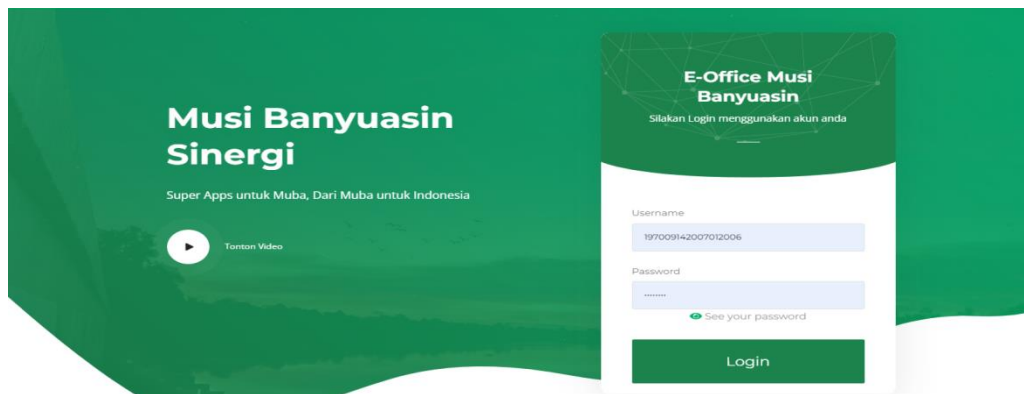 Musi Banyuasin
Sinergi
Super Apps untuk Muba, Dari Muba untuk Indonesia
Tonton Video
E-Office Musi
Banyuasin
Silakan Login menggunakan akun anda
Username
197009142007012006
Password
********
See your password
Login